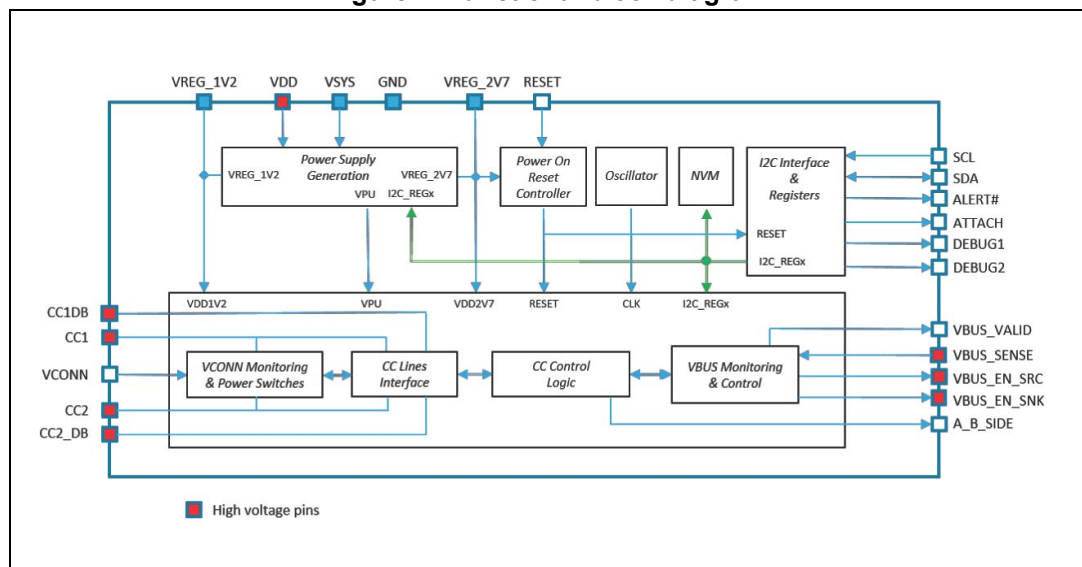 VREG_1V2 VDD VSYS GND VREG_2V7 RESET
Power Supply
Generation
VREG_1V2
VREG_2V7
VPU I2C_REGx
Power On
Reset
Controller
Oscillator
NVM
I2C Interface
&
Registers
RESET
I2C_REGx
SCL
SDA
ALERT#
ATTACH
DEBUG1
DEBUG2
VDD1V2 VPU VDD2V7 RESET CLK I2C_REGx
CC1DB
CC1
VCONN
CC2
CC2_DB
VCONN Monitoring
& Power Switches
CC Lines
Interface
CC Control
Logic
VBUS Monitoring
& Control
VBUS_VALID
VBUS_SENSE
VBUS_EN_SRC
VBUS_EN_SNK
A_B_SIDE
High voltage pins